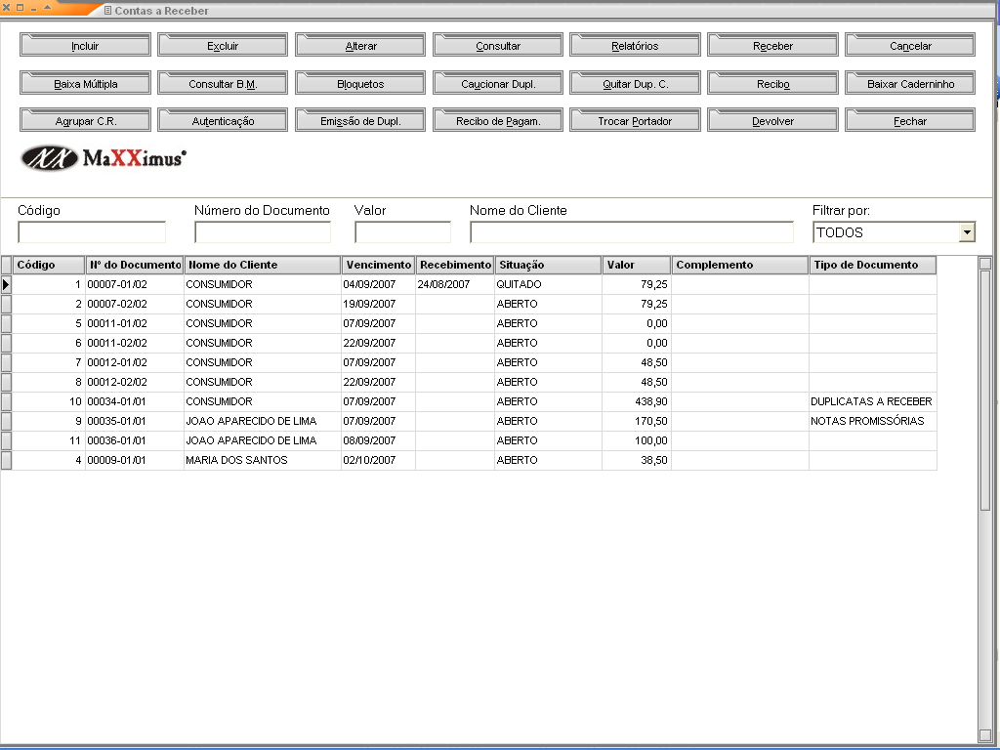 Contas a Receber
Incluir Excluir Alterar Consultar Relatórios Receber Cancelar
Baixa Múltipla Consultar B.M. Bloquetos Caucionar Dupl. Quitar Dup. C. Recibo Baixar Caderninho
Agrupar C.R. Autenticação Emissão de Dupl. Recibo de Pagam. Trocar Portador Devolver Fechar
XX MaXXimus
Código Número do Documento Valor Nome do Cliente Filtrar por:
TODOS
Código Nº do Documento Nome do Cliente Vencimento Recebimento Situação Valor Complemento Tipo de Documento
1 00007-01/02 CONSUMIDOR 04/09/2007 24/08/2007 QUITADO 79,25
2 00007-02/02 CONSUMIDOR 19/09/2007 ABERTO 79,25
5 00011-01/02 CONSUMIDOR 07/09/2007 ABERTO 0,00
6 00011-02/02 CONSUMIDOR 22/09/2007 ABERTO 0,00
7 00012-01/02 CONSUMIDOR 07/09/2007 ABERTO 48,50
8 00012-02/02 CONSUMIDOR 22/09/2007 ABERTO 48,50
10 00034-01/01 CONSUMIDOR 07/09/2007 ABERTO 438,90 DUPLICATAS A RECEBER
9 00035-01/01 JOAO APARECIDO DE LIMA 07/09/2007 ABERTO 170,50 NOTAS PROMISSÓRIAS
11 00036-01/01 JOAO APARECIDO DE LIMA 08/09/2007 ABERTO 100,00
4 00009-01/01 MARIA DOS SANTOS 02/10/2007 ABERTO 38,50